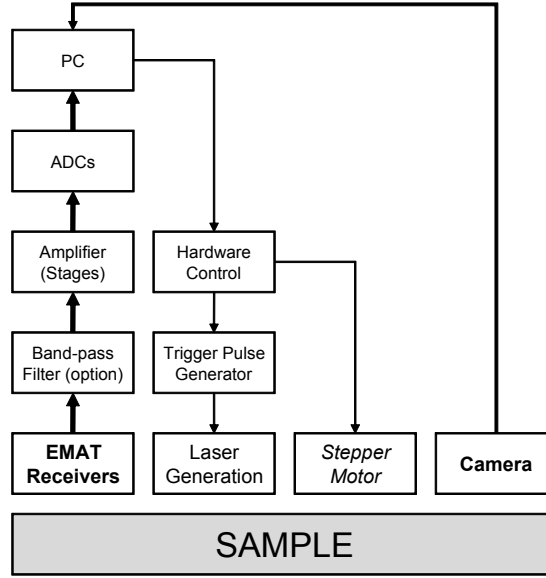 PC
ADCs
Amplifier
(Stages)
Hardware
Control
Band-pass
Filter (option)
Trigger Pulse
Generator
EMAT
Receivers
Laser
Generation
Stepper
Motor
Camera
SAMPLE